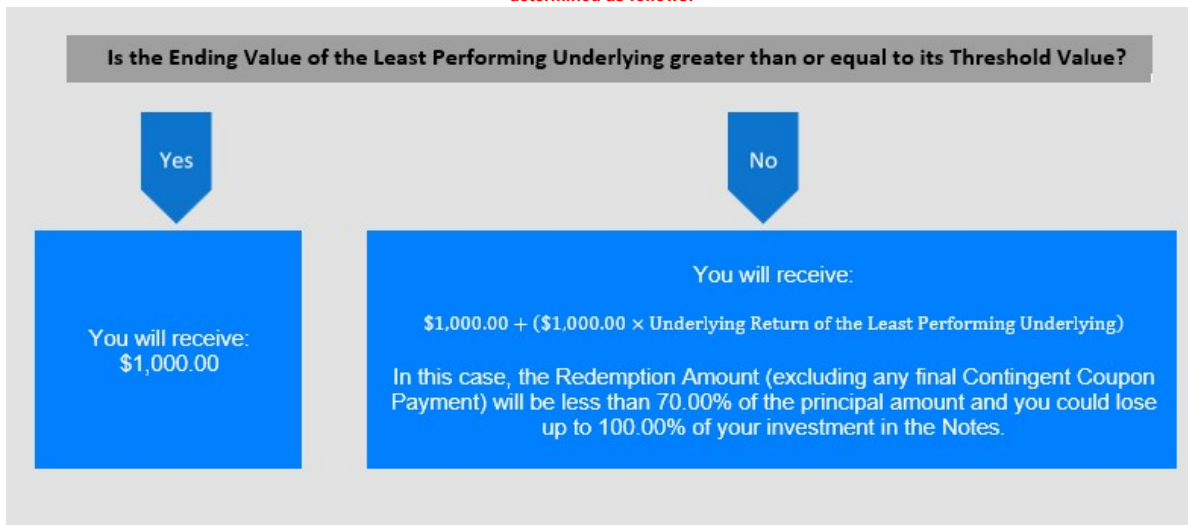 Is the Ending Value of the Least Performing Underlying greater than or equal to its Threshold Value?
Yes
No
You will receive:
$1,000.00
You will receive:
$1,000.00 + ($1,000.00 × Underlying Return of the Least Performing Underlying)
In this case, the Redemption Amount (excluding any final Contingent Coupon
Payment) will be less than 70.00% of the principal amount and you could lose
up to 100.00% of your investment in the Notes.